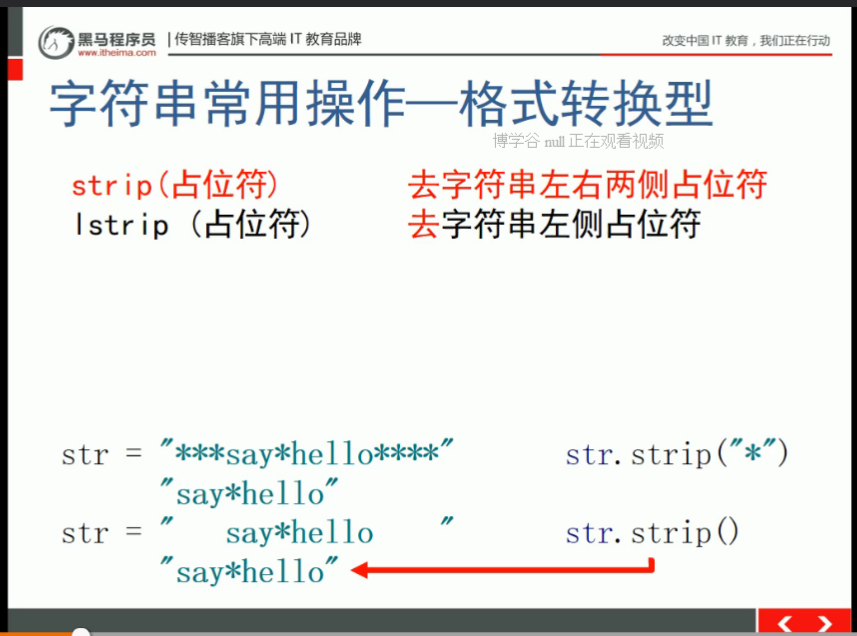 黑马程序员 | 传智播客旗下高端 IT 教育品牌 改变中国 IT 教育，我们正在行动
www.itheima.com
字符串常用操作—格式转换型
博学谷 null 正在观看视频
strip(占位符) 去字符串左右两侧占位符
lstrip (占位符) 去字符串左侧占位符
str = "***say*hello****" str.strip("*")
"say*hello"
str = "   say*hello    " str.strip()
"say*hello"